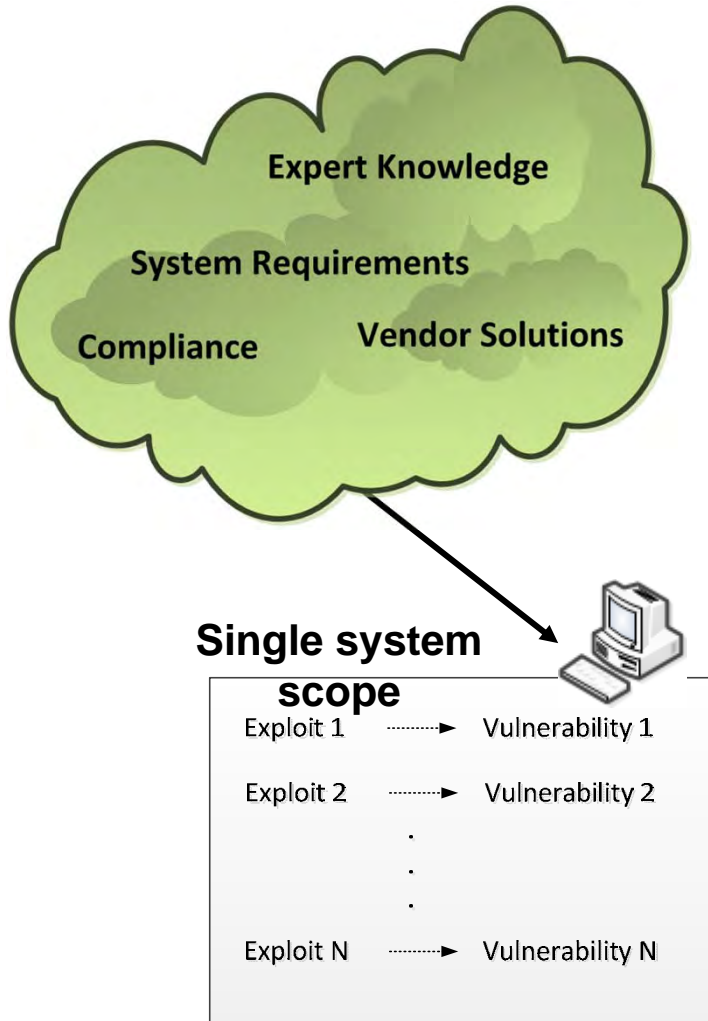 Expert Knowledge
System Requirements
Compliance
Vendor Solutions
Single system
scope
Exploit 1 Vulnerability 1
Exploit 2 Vulnerability 2
.
.
.
Exploit N Vulnerability N